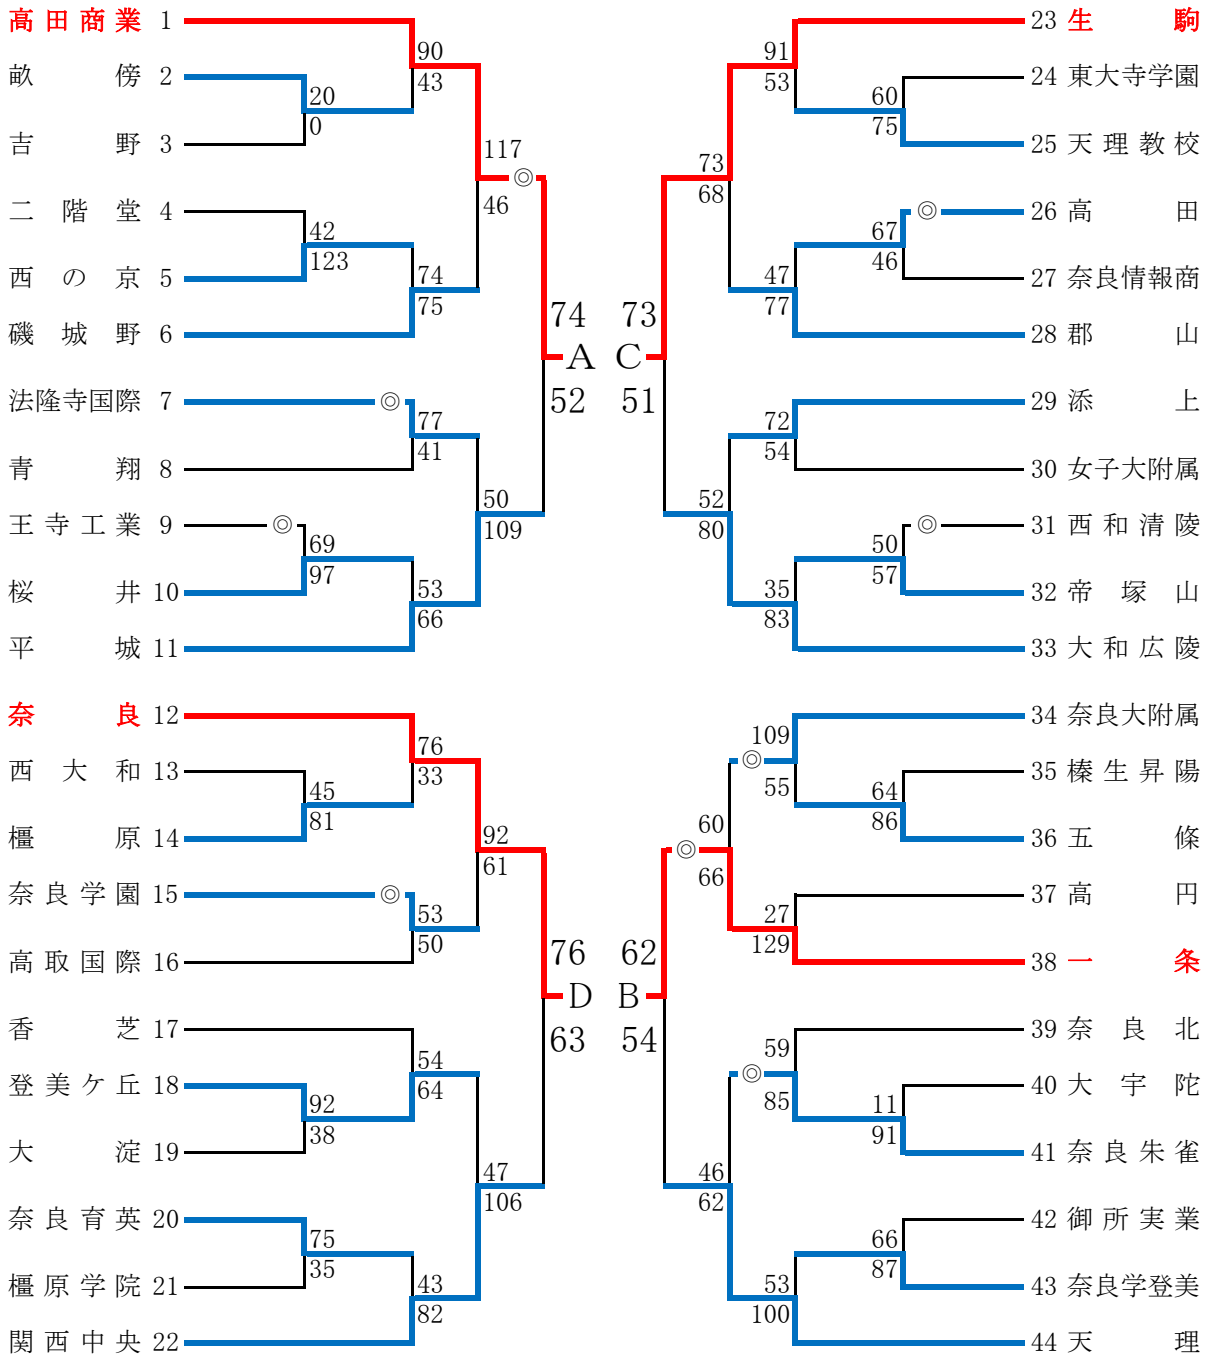 高田商業 1
畝傍 2
吉野 3
二階堂 4
西の京 5
磯城野 6
法隆寺国際 7
青翔 8
王寺工業 9
桜井 10
平城 11
奈良 12
西大和 13
橿原 14
奈良学園 15
高取国際 16
香芝 17
登美ケ丘 18
大淀 19
奈良育英 20
橿原学院 21
関西中央 22
90
43
20
0
117
◎
46
42
123
74
75
74
A
52
◎
77
41
50
109
◎
69
97
53
66
76
33
45
81
92
61
◎
53
50
76
D
63
54
64
92
38
47
106
75
35
43
82
91
53
60
75
73
68
◎
67
46
47
77
73
C
51
72
54
52
80
◎
50
57
35
83
109
◎
55
64
86
60
◎
66
27
129
62
B
54
59
◎
85
11
91
46
62
66
87
53
100
23 生駒
24 東大寺学園
25 天理教校
26 高田
27 奈良情報商
28 郡山
29 添上
30 女子大附属
31 西和清陵
32 帝塚山
33 大和広陵
34 奈良大附属
35 榛生昇陽
36 五條
37 高円
38 一条
39 奈良北
40 大宇陀
41 奈良朱雀
42 御所実業
43 奈良学登美
44 天理